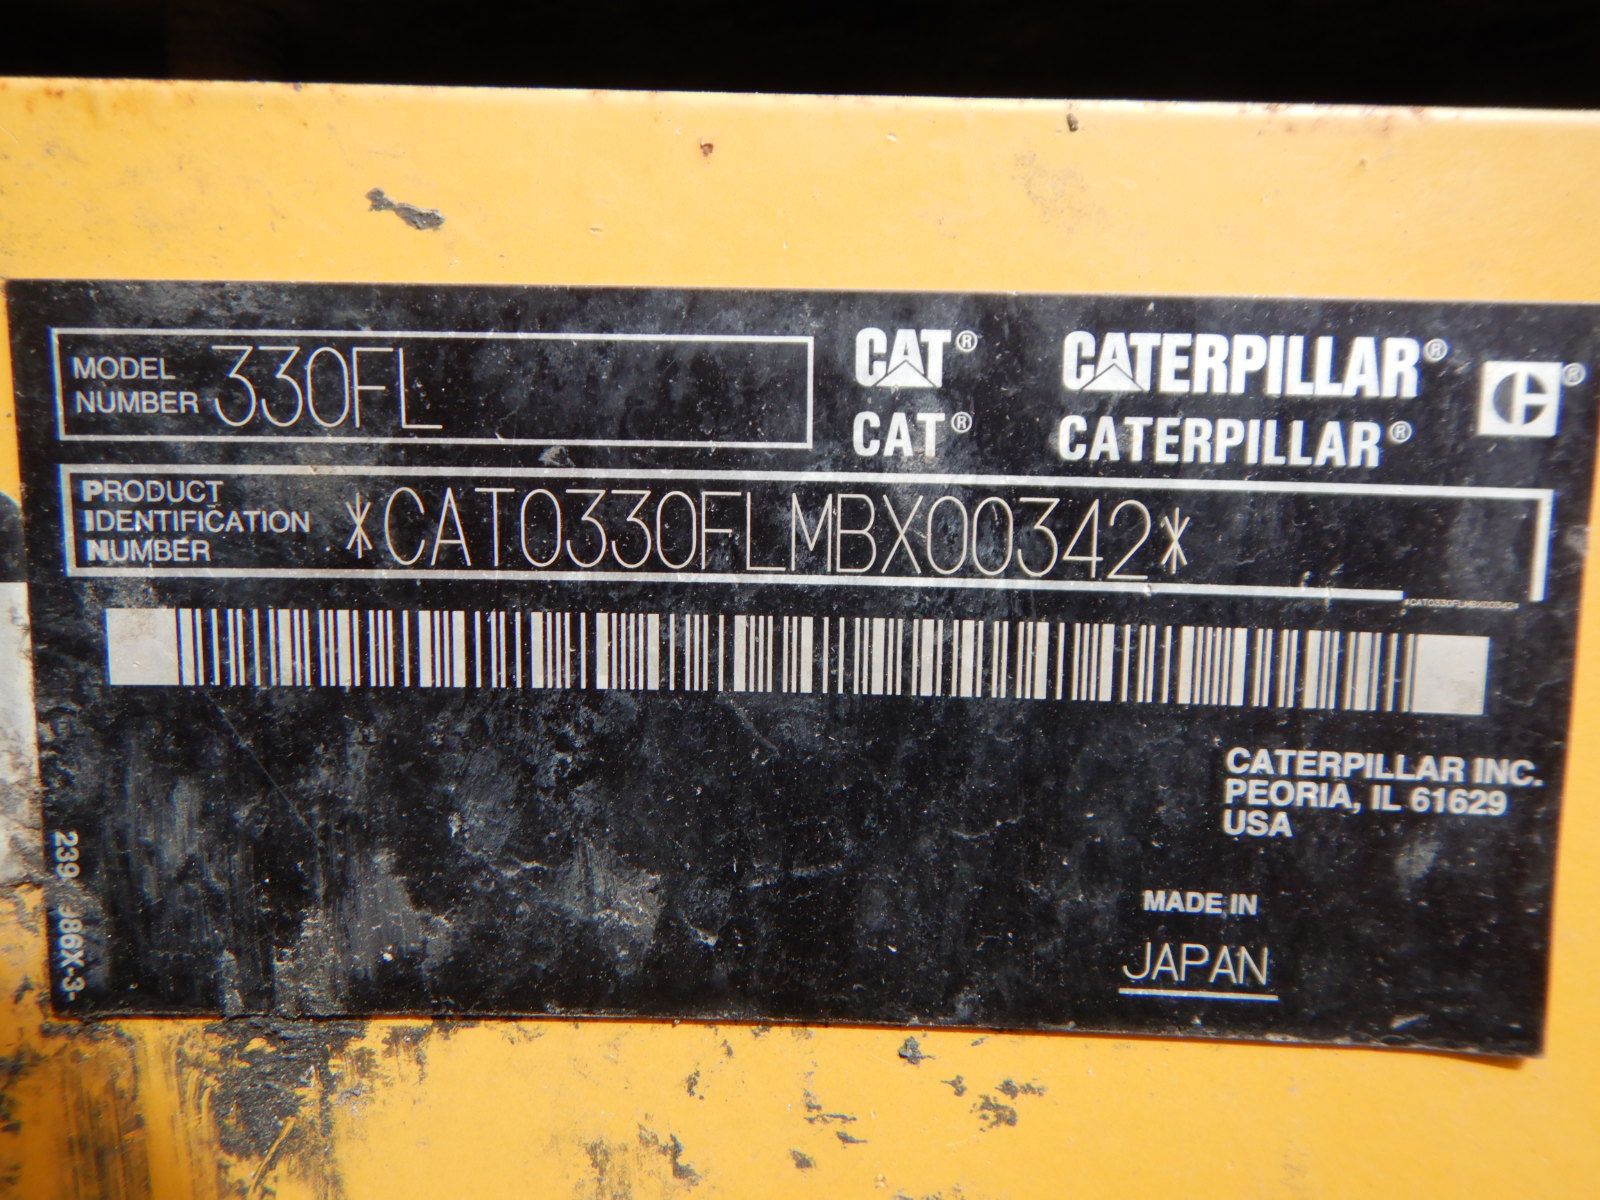 MODEL NUMBER 330FL
CAT® CATERPILLAR® C®
CAT® CATERPILLAR®
PRODUCT IDENTIFICATION NUMBER *CAT0330FLMBX00342*
*CAT0330FLMBX00342*
CATERPILLAR INC.
PEORIA, IL 61629
USA
MADE IN
JAPAN